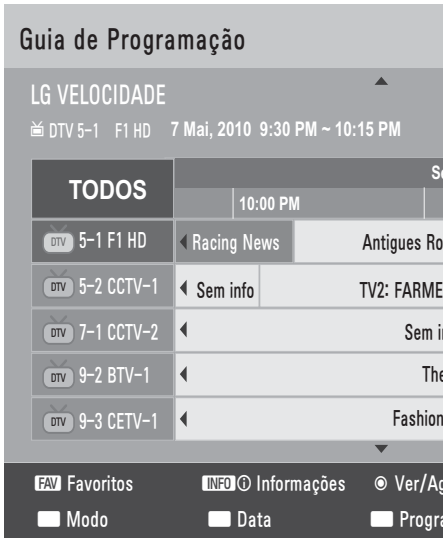 Guia de Programação
LG VELOCIDADE
DTV 5-1 F1 HD 7 Mai, 2010 9:30 PM ~ 10:15 PM
TODOS
10:00 PM
DTV 5-1 F1 HD Racing News Antigues Ro
DTV 5-2 CCTV-1 Sem info TV2: FARME
DTV 7-1 CCTV-2 Sem i
DTV 9-2 BTV-1 The
DTV 9-3 CETV-1 Fashion
FAV Favoritos INFO Informações Ver/Ag
Modo Data Progra